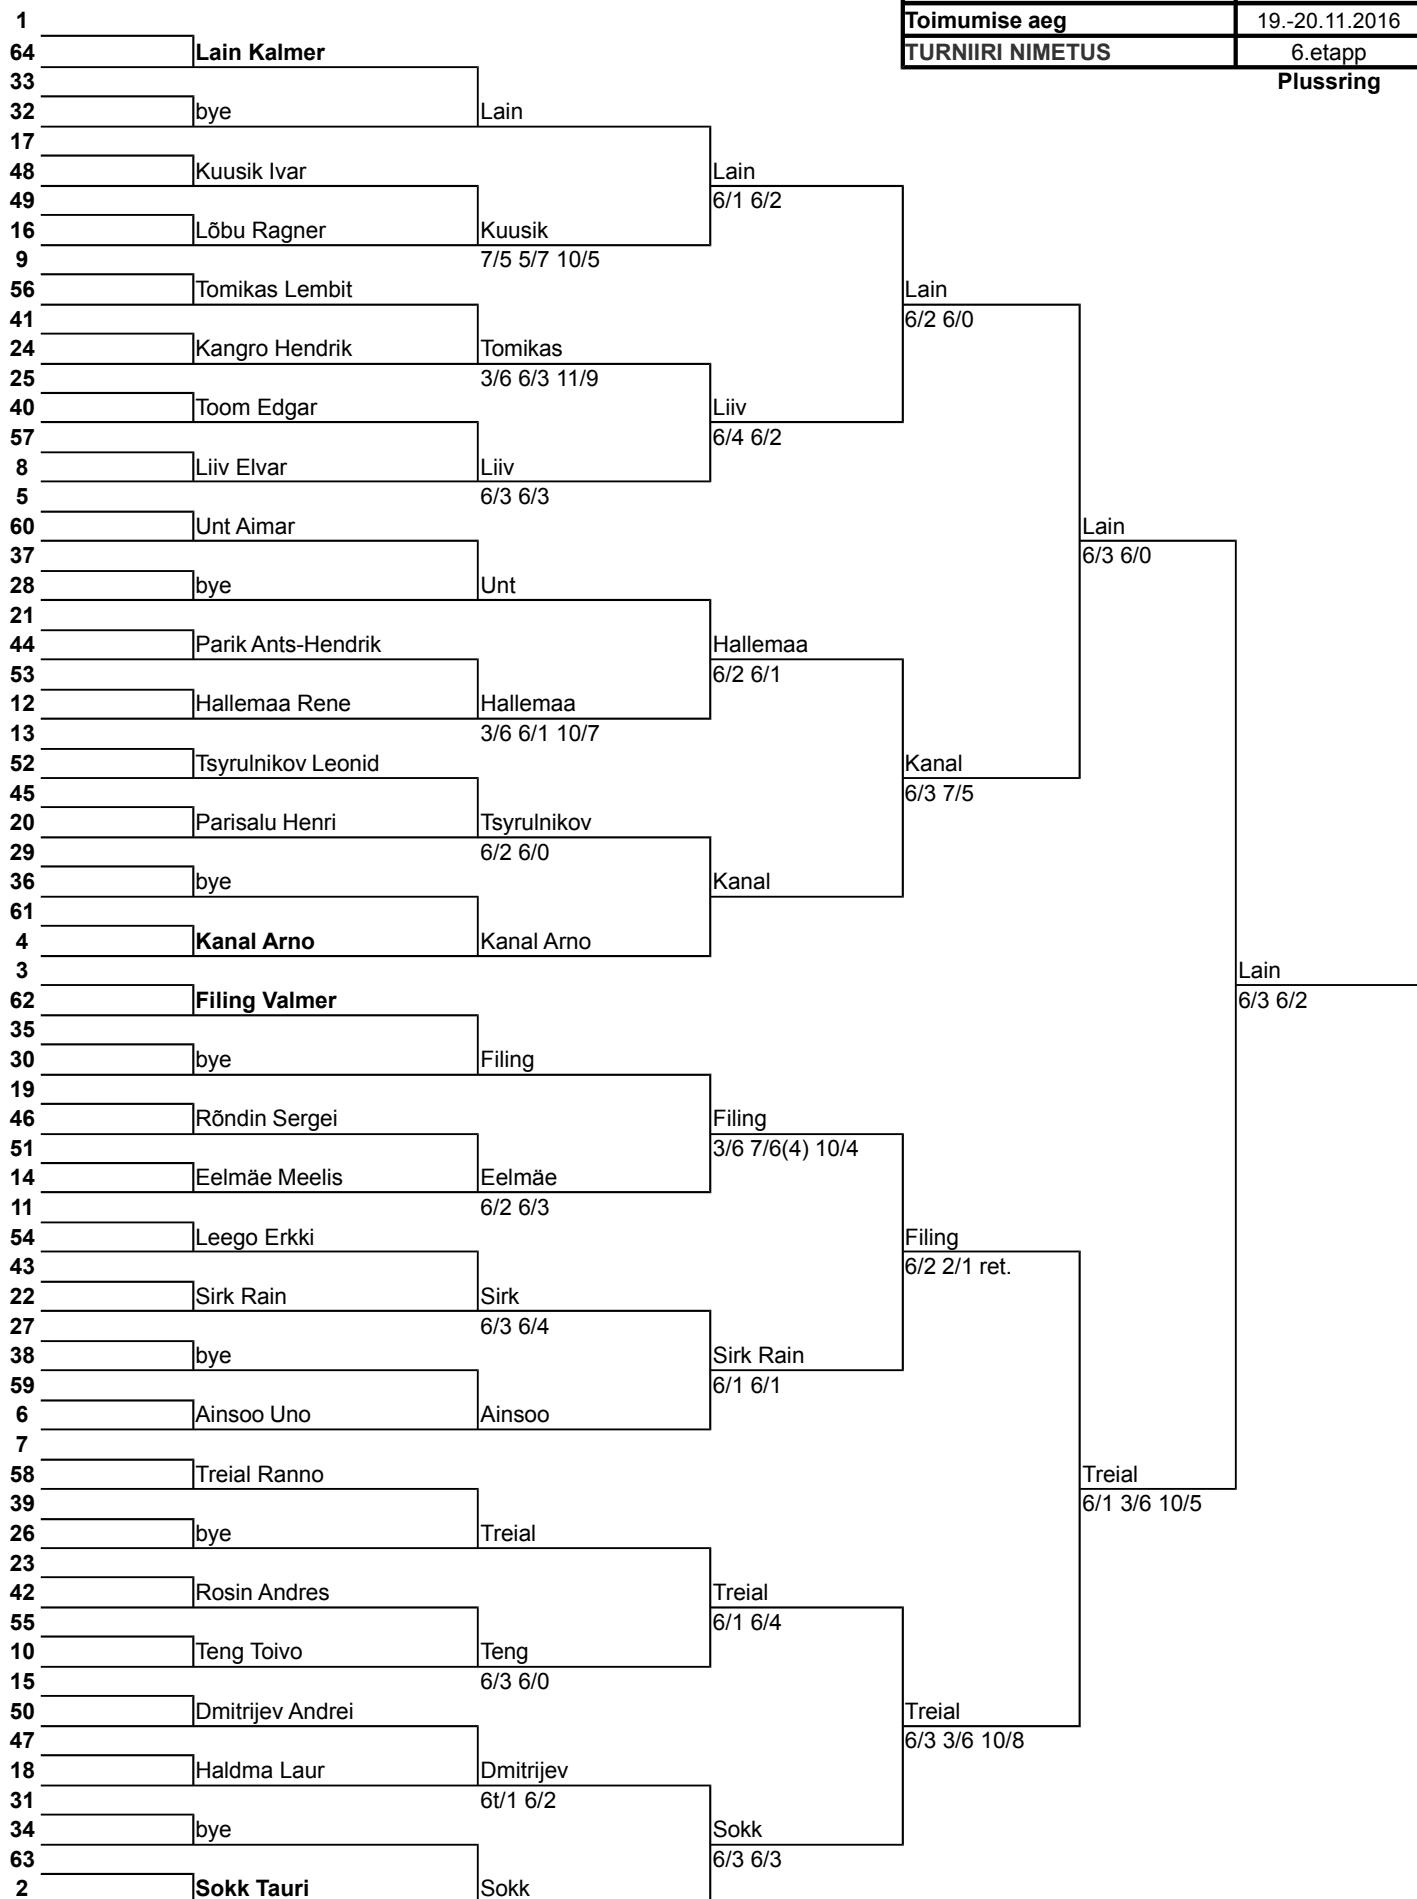 1
Toimumise aeg 19.-20.11.2016
64 Lain Kalmer TURNIIRI NIMETUS 6.etapp
33 Plussring
32 bye Lain
17
48 Kuusik Ivar Lain
49 6/1 6/2
16 Lõbu Ragner Kuusik
9 7/5 5/7 10/5
56 Tomikas Lembit Lain
41 6/2 6/0
24 Kangro Hendrik Tomikas
25 3/6 6/3 11/9
40 Toom Edgar Liiv
57 6/4 6/2
8 Liiv Elvar Liiv
5 6/3 6/3
60 Unt Aimar Lain
37 6/3 6/0
28 bye Unt
21
44 Parik Ants-Hendrik Hallemaa
53 6/2 6/1
12 Hallemaa Rene Hallemaa
13 3/6 6/1 10/7
52 Tsyrulnikov Leonid Kanal
45 6/3 7/5
20 Parisalu Henri Tsyrulnikov
29 6/2 6/0
36 bye Kanal
61
4 Kanal Arno Kanal Arno
3 Lain
62 Filing Valmer 6/3 6/2
35
30 bye Filing
19
46 Rõndin Sergei Filing
51 3/6 7/6(4) 10/4
14 Eelmäe Meelis Eelmäe
11 6/2 6/3
54 Leego Erkki Filing
43 6/2 2/1 ret.
22 Sirk Rain Sirk
27 6/3 6/4
38 bye Sirk Rain
59 6/1 6/1
6 Ainsoo Uno Ainsoo
7
58 Treial Ranno Treial
39 6/1 3/6 10/5
26 bye Treial
23
42 Rosin Andres Treial
55 6/1 6/4
10 Teng Toivo Teng
15 6/3 6/0
50 Dmitrijev Andrei Treial
47 6/3 3/6 10/8
18 Haldma Laur Dmitrijev
31 6t/1 6/2
34 bye Sokk
63 6/3 6/3
2 Sokk Tauri Sokk